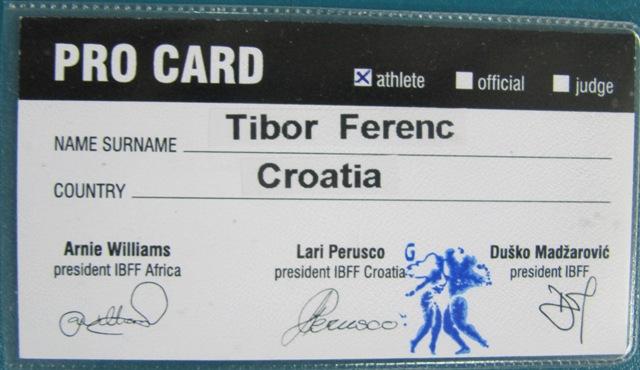 PRO CARD
athlete official judge
NAME SURNAME Tibor Ferenc
COUNTRY Croatia
Arnie Williams Lari Perusco Duško Madžarović
president IBFF Africa president IBFF Croatia president IBFF
G